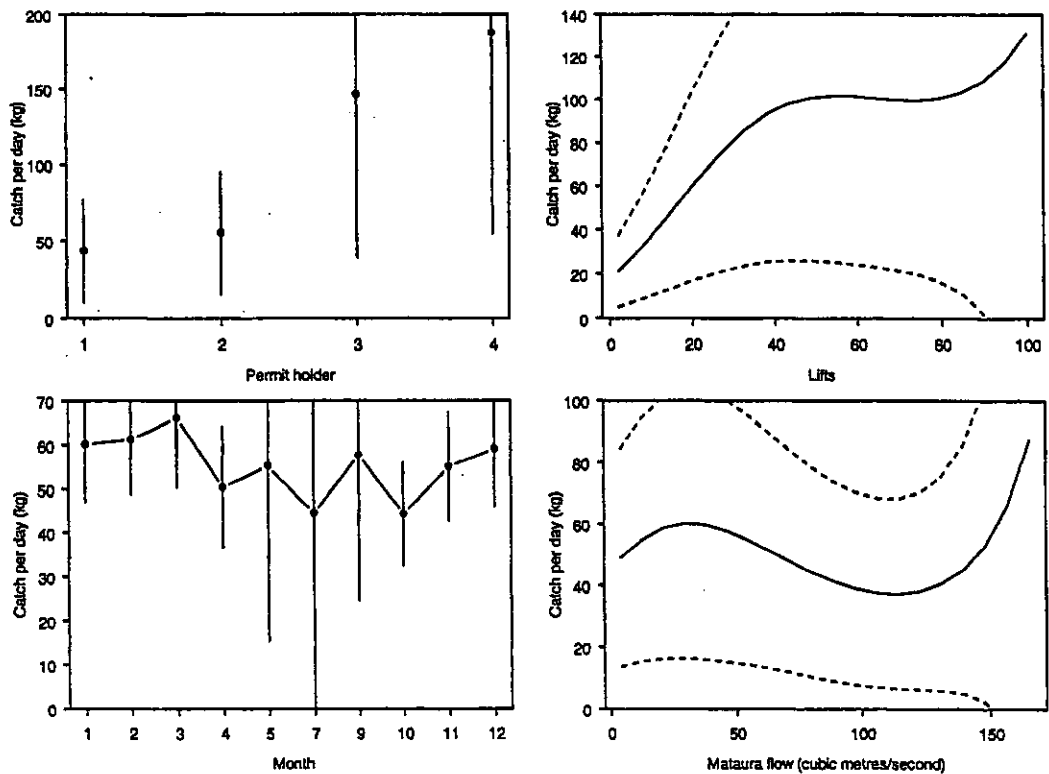 200
150
100
50
0
Catch per day (kg)
1 2 3 4
Permit holder
140
120
100
80
60
40
20
0
Catch per day (kg)
0 20 40 60 80 100
Lifts
70
60
50
40
30
20
10
0
Catch per day (kg)
1 2 3 4 5 7 9 10 11 12
Month
100
80
60
40
20
0
Catch per day (kg)
0 50 100 150
Mataura flow (cubic metres/second)